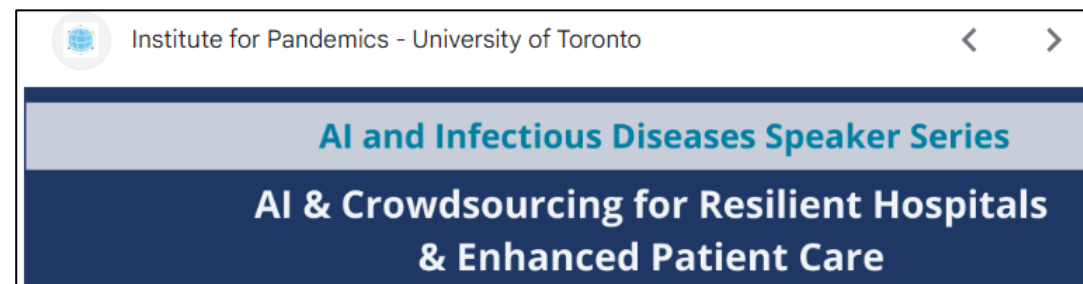 Institute for Pandemics - University of Toronto
AI and Infectious Diseases Speaker Series
AI & Crowdsourcing for Resilient Hospitals
& Enhanced Patient Care